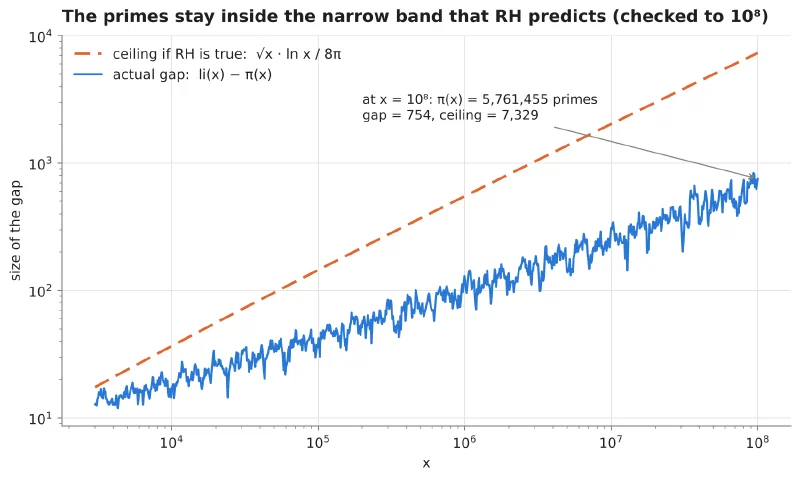 The primes stay inside the narrow band that RH predicts (checked to 10⁸)
ceiling if RH is true: √x · ln x / 8π
actual gap: li(x) − π(x)
at x = 10⁸: π(x) = 5,761,455 primes
gap = 754, ceiling = 7,329
size of the gap
10⁴
10³
10²
10¹
10⁴ 10⁵ 10⁶ 10⁷ 10⁸
x